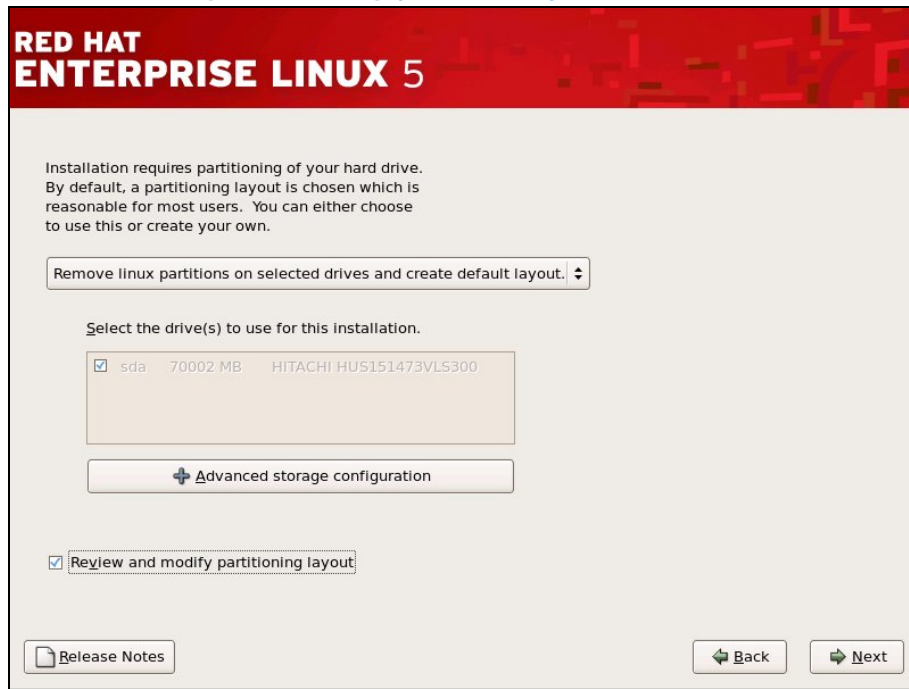 RED HAT
ENTERPRISE LINUX 5
Installation requires partitioning of your hard drive.
By default, a partitioning layout is chosen which is
reasonable for most users.  You can either choose
to use this or create your own.
Remove linux partitions on selected drives and create default layout.
Select the drive(s) to use for this installation.
sda 70002 MB HITACHI HUS151473VLS300
Advanced storage configuration
Review and modify partitioning layout
Release Notes
Back
Next